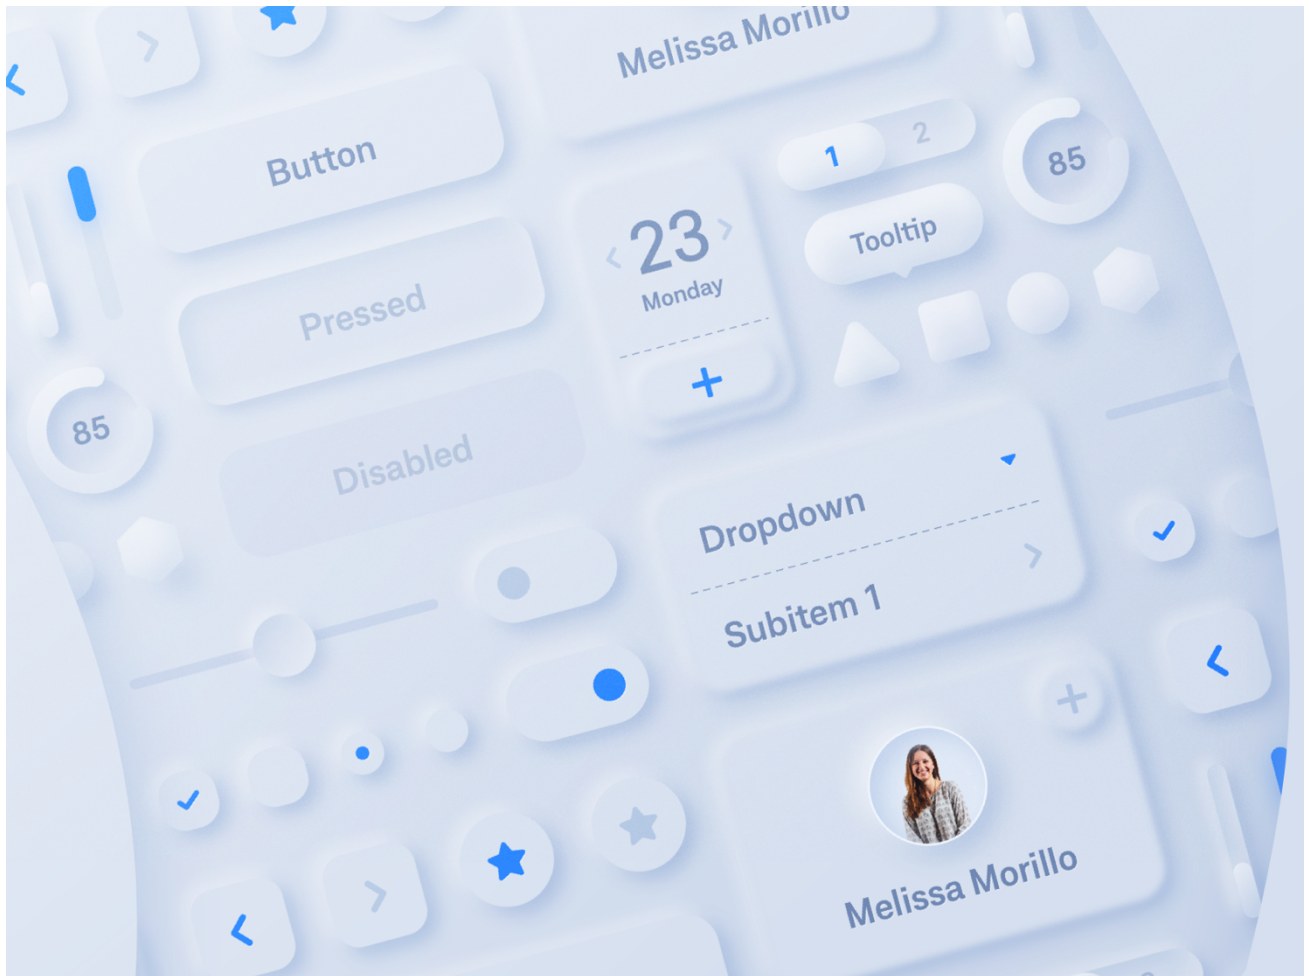 Melissa Morillo
Button
1
2
85
23
Monday
Tooltip
Pressed
85
Disabled
Dropdown
Subitem 1
Melissa Morillo